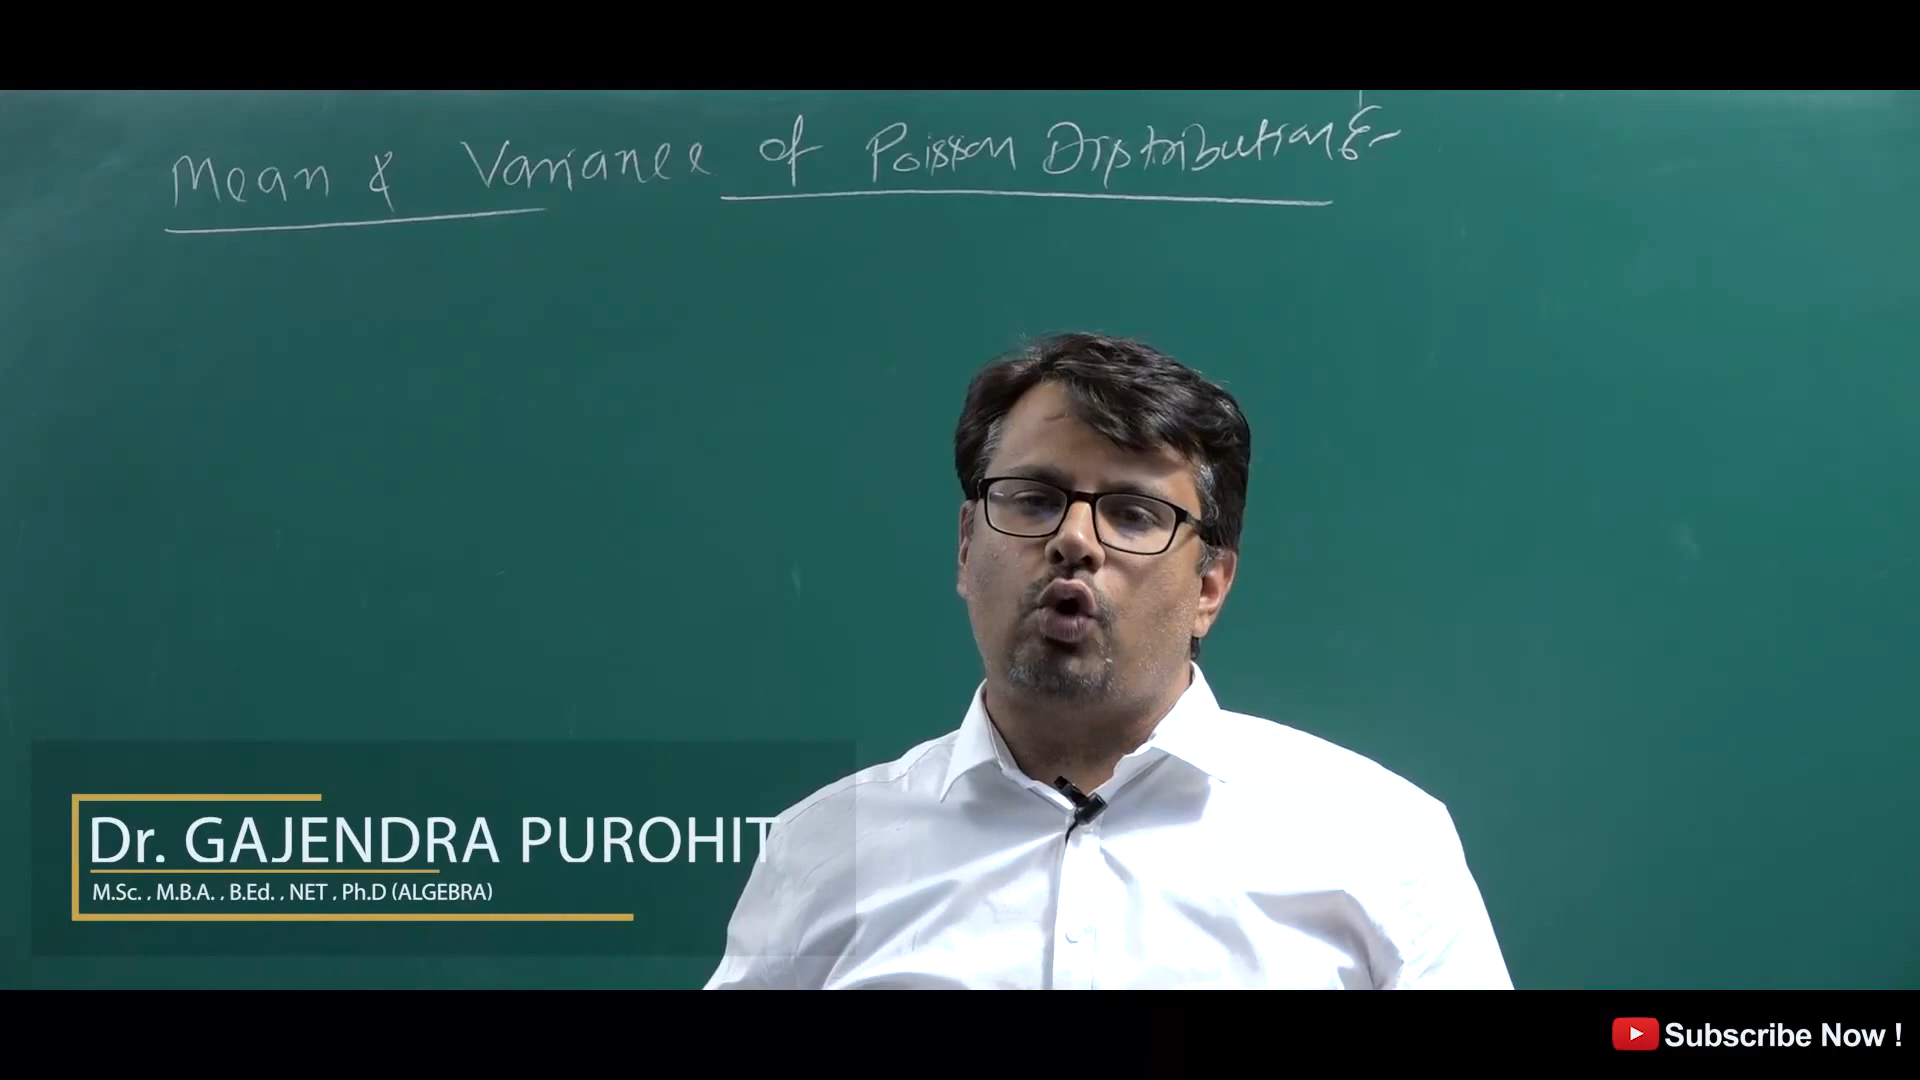 Mean & Variance of Poisson Distribution:-
Dr. GAJENDRA PUROHIT
M.Sc. , M.B.A. , B.Ed. , NET , Ph.D (ALGEBRA)
Subscribe Now !